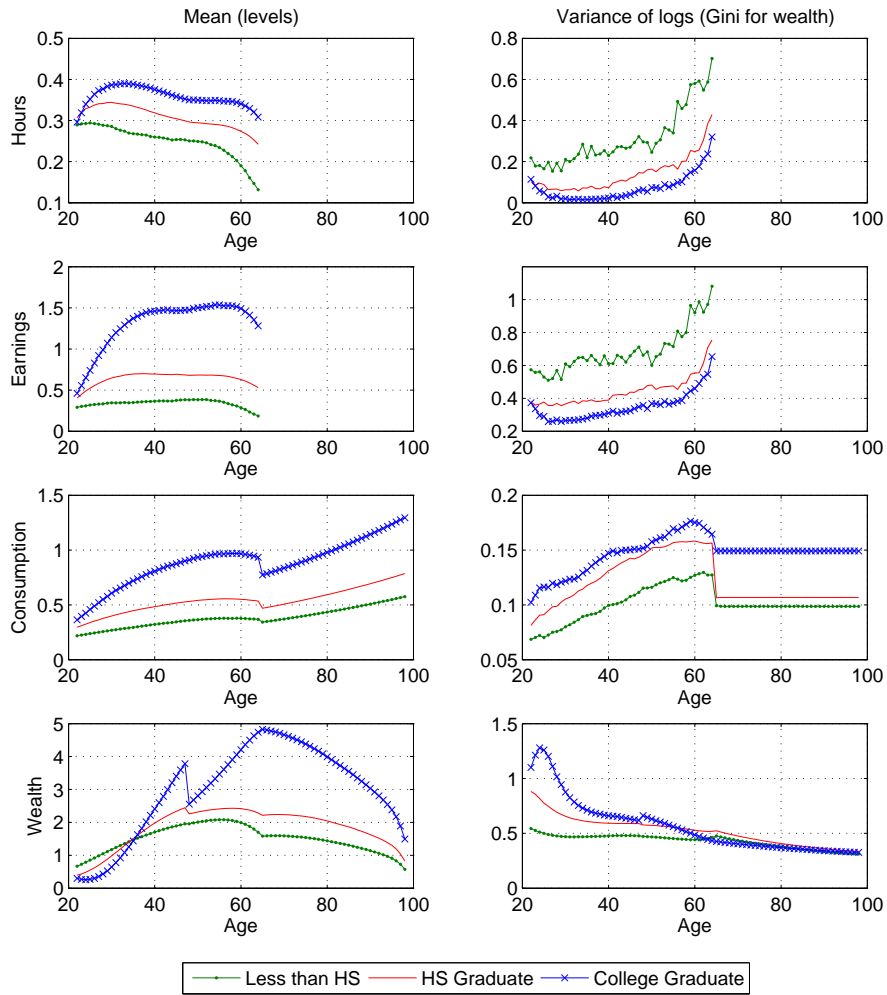 Mean (levels)
Variance of logs (Gini for wealth)
Hours
0.5
0.4
0.3
0.2
0.1
20 40 60 80 100
Age
0.8
0.6
0.4
0.2
0
20 40 60 80 100
Age
Earnings
2
1.5
1
0.5
0
20 40 60 80 100
Age
1
0.8
0.6
0.4
0.2
20 40 60 80 100
Age
Consumption
1.5
1
0.5
0
20 40 60 80 100
Age
0.2
0.15
0.1
0.05
20 40 60 80 100
Age
Wealth
5
4
3
2
1
0
20 40 60 80 100
Age
1.5
1
0.5
0
20 40 60 80 100
Age
Less than HS HS Graduate College Graduate